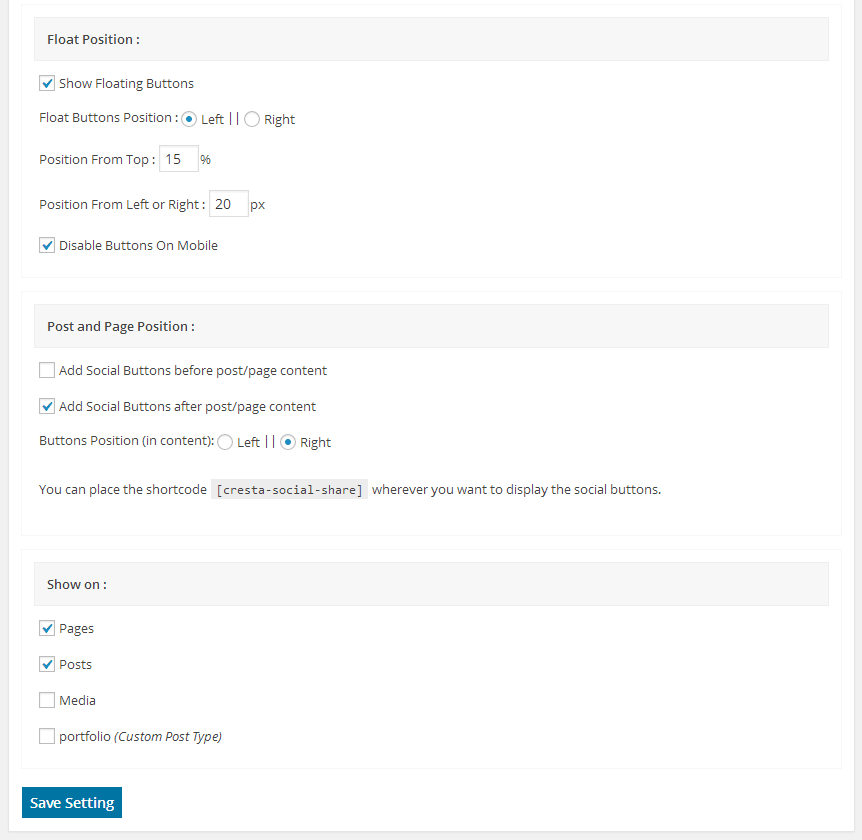 Float Position :
Show Floating Buttons
Float Buttons Position : Left || Right
Position From Top : 15 %
Position From Left or Right : 20 px
Disable Buttons On Mobile
Post and Page Position :
Add Social Buttons before post/page content
Add Social Buttons after post/page content
Buttons Position (in content): Left || Right
You can place the shortcode [cresta-social-share] wherever you want to display the social buttons.
Show on :
Pages
Posts
Media
portfolio (Custom Post Type)
Save Setting